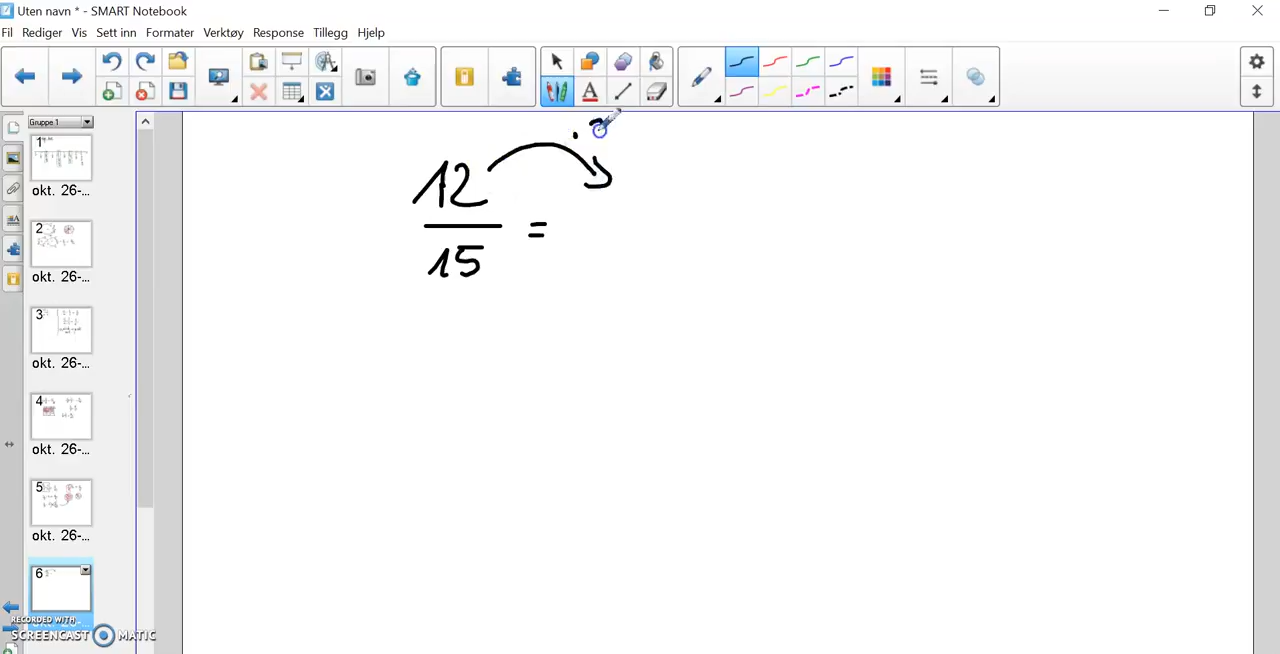 Uten navn * - SMART Notebook
Fil Rediger Vis Sett inn Formater Verktøy Response Tillegg Hjelp
Gruppe 1
1
okt. 26-...
2
okt. 26-...
3
okt. 26-...
4
okt. 26-...
5
okt. 26-...
6
RECORDED WITH
SCREENCAST MATIC
·
12
=
15